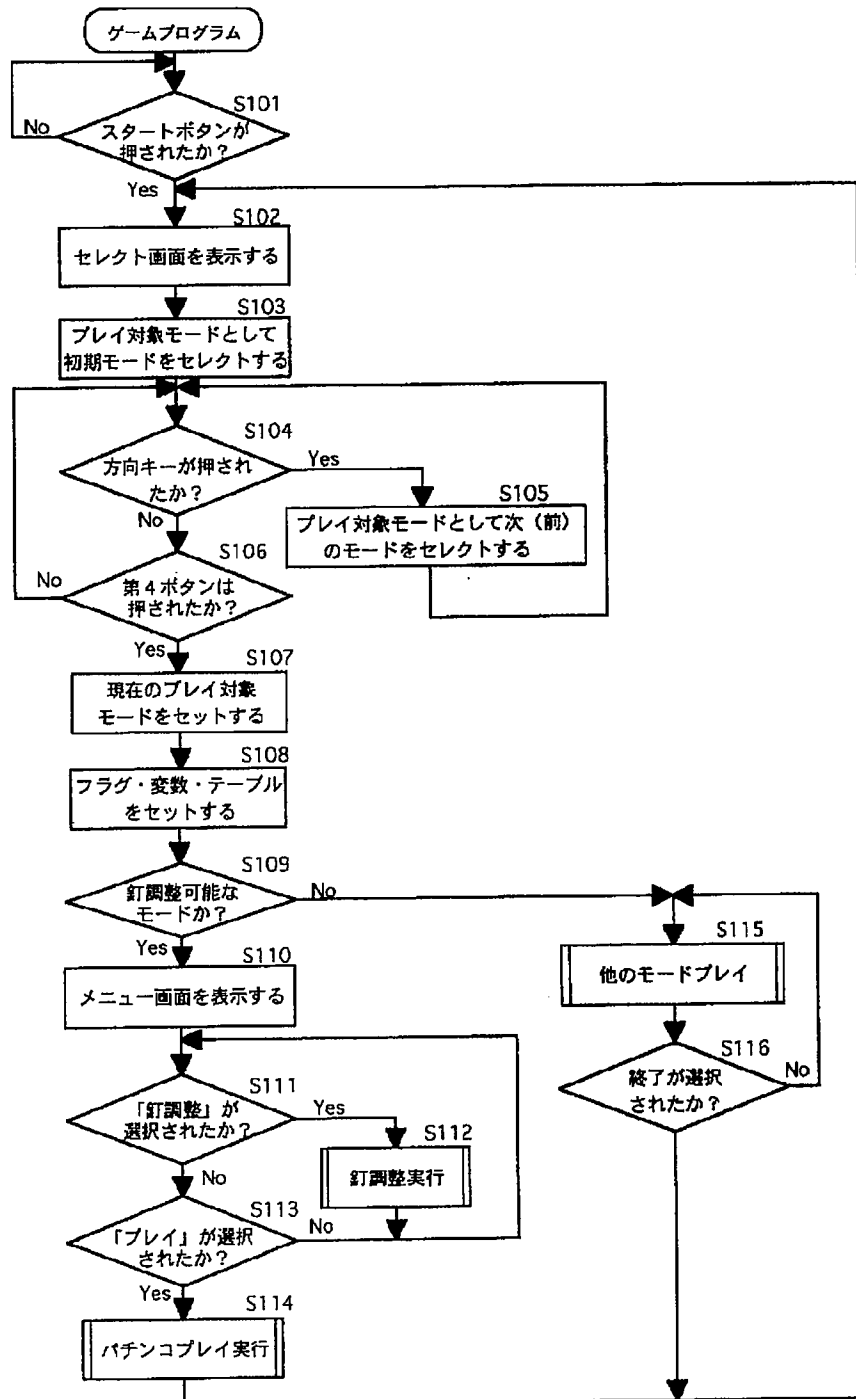 ゲームプログラム
S101
No
スタートボタンが
押されたか？
Yes
S102
セレクト画面を表示する
S103
プレイ対象モードとして
初期モードをセレクトする
S104
方向キーが押され
たか？
Yes
No
S105
プレイ対象モードとして次（前）
のモードをセレクトする
S106
No
第４ボタンは
押されたか？
Yes
S107
現在のプレイ対象
モードをセットする
S108
フラグ・変数・テーブル
をセットする
S109
釘調整可能な
モードか？
No
Yes
S110
メニュー画面を表示する
S111
「釘調整」が
選択されたか？
Yes
No
S112
釘調整実行
S113
「プレイ」が選択
されたか？
No
Yes
S114
パチンコプレイ実行
S115
他のモードプレイ
S116
終了が選択
されたか？
No